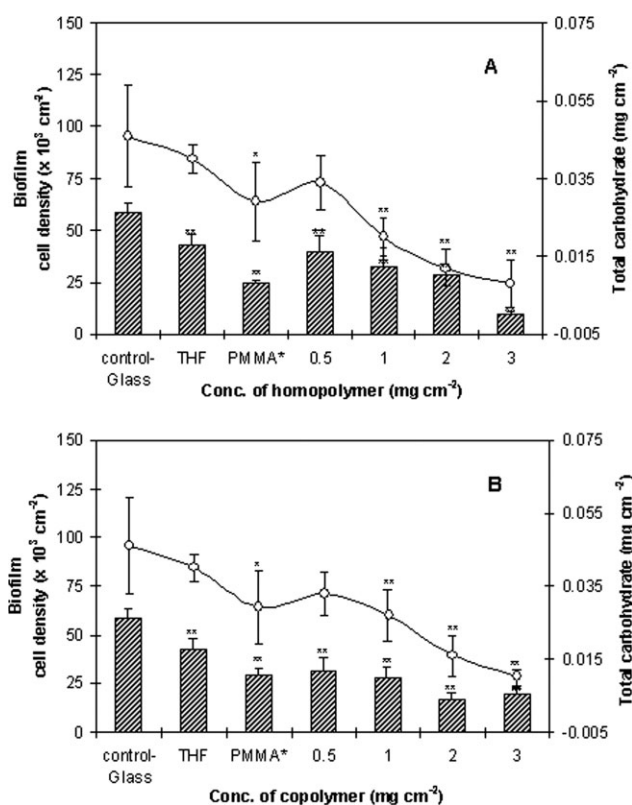 A
150
125
100
75
50
25
0
0.075
0.055
0.035
0.015
-0.005
Biofilm
cell density (x 10³ cm²)
Total carbohydrate (mg cm⁻²)
* ** ** ** ** ** ** ** ** ** **
control-
Glass THF PMMA* 0.5 1 2 3
Conc. of homopolymer (mg cm⁻²)
B
150
125
100
75
50
25
0
0.075
0.055
0.035
0.015
-0.005
Biofilm
cell density (x 10³ cm⁻²)
Total carbohydrate (mg cm⁻²)
* ** ** ** ** ** ** ** ** **
control-
Glass THF PMMA* 0.5 1 2 3
Conc. of copolymer (mg cm⁻²)